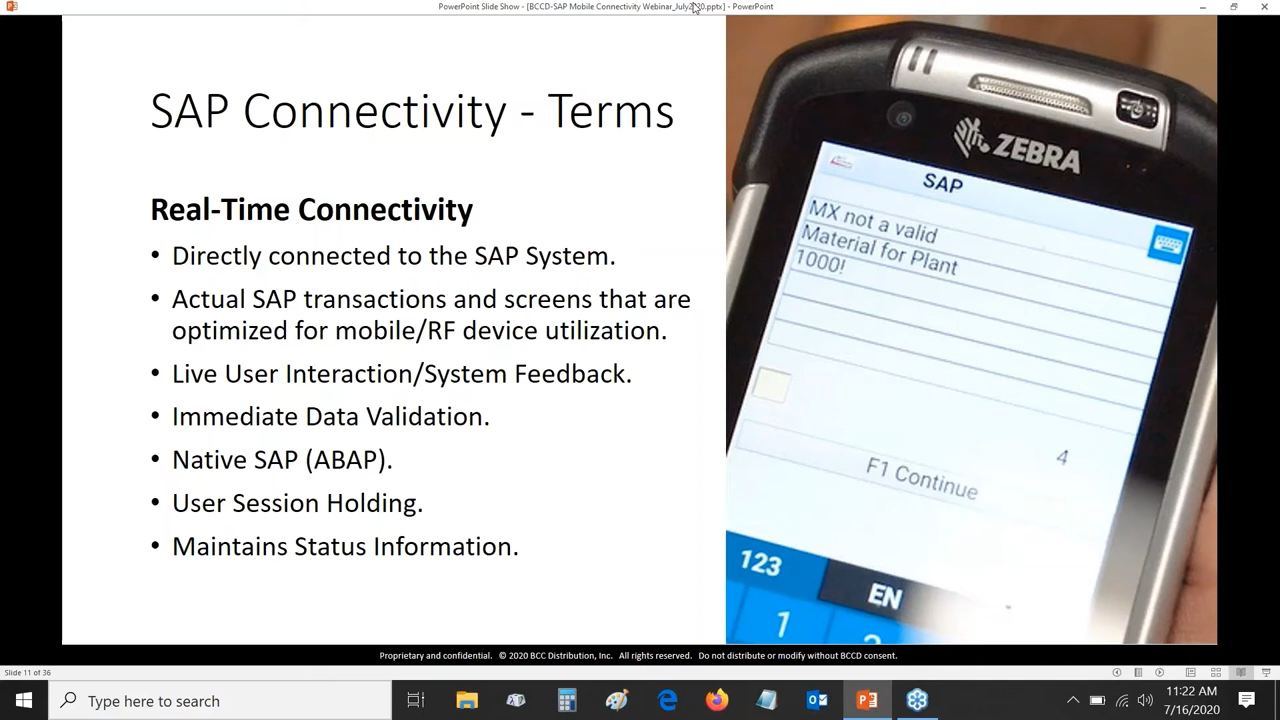 PowerPoint Slide Show - [BCCD-SAP Mobile Connectivity Webinar_July2020.pptx] - PowerPoint
SAP Connectivity - Terms
Real-Time Connectivity
• Directly connected to the SAP System.
• Actual SAP transactions and screens that are
optimized for mobile/RF device utilization.
• Live User Interaction/System Feedback.
• Immediate Data Validation.
• Native SAP (ABAP).
• User Session Holding.
• Maintains Status Information.
ZEBRA
SAP
MX not a valid
Material for Plant
1000!
4
F1 Continue
123
EN
1
Proprietary and confidential. © 2020 BCC Distribution, Inc. All rights reserved. Do not distribute or modify without BCCD consent.
Slide 11 of 36
Type here to search
11:22 AM
7/16/2020